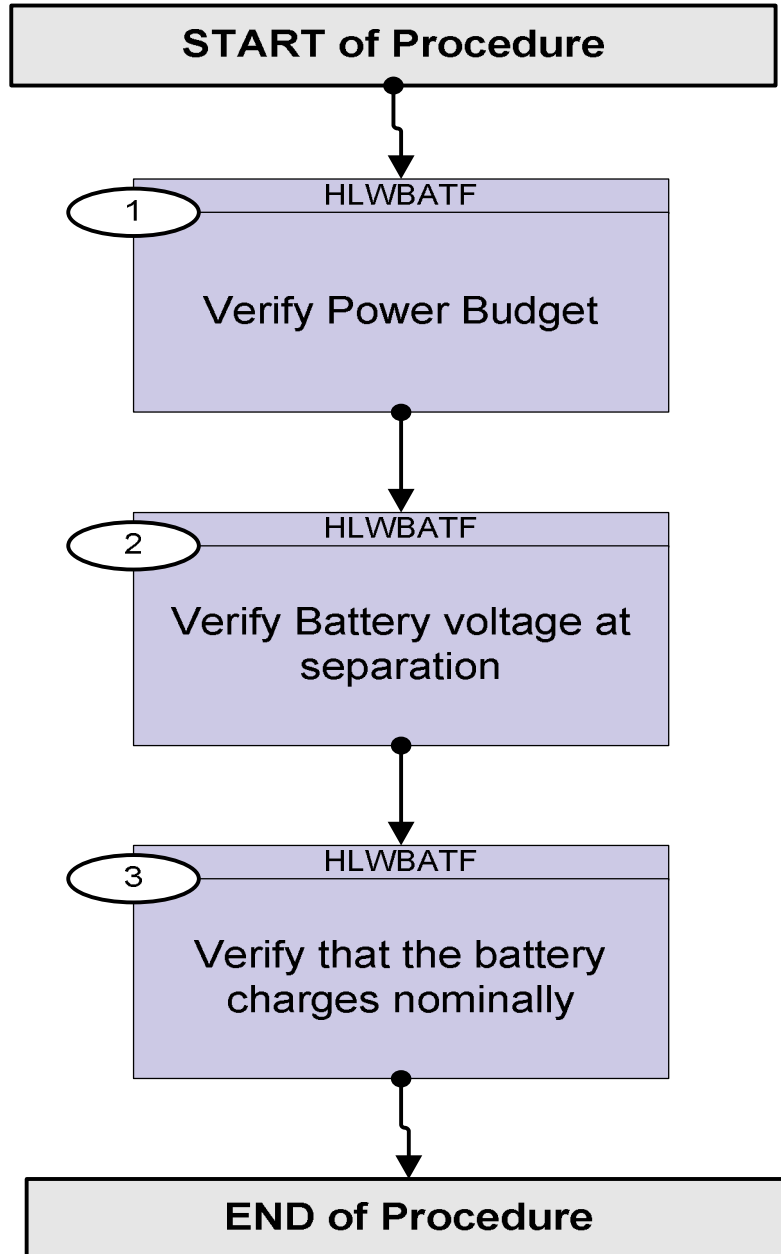 START of Procedure
HLWBATF
1
Verify Power Budget
HLWBATF
2
Verify Battery voltage at
separation
HLWBATF
3
Verify that the battery
charges nominally
END of Procedure